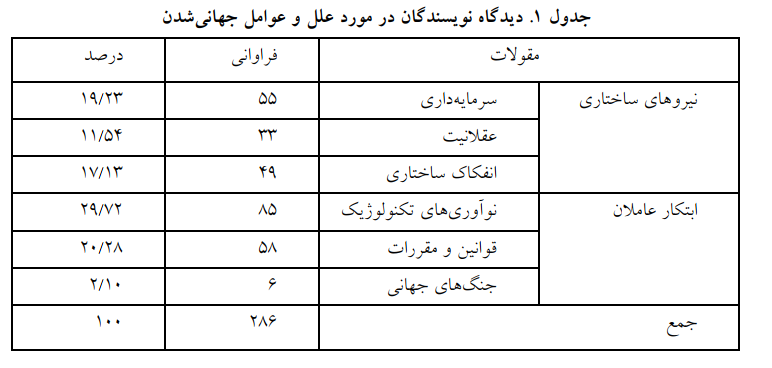 جدول ۱. دیدگاه نویسندگان در مورد علل و عوامل جهانی‌شدن
مقولات فراوانی درصد
نیروهای ساختاری سرمایه‌داری ۵۵ ۱۹/۲۳
عقلانیت ۳۳ ۱۱/۵۴
انفکاک ساختاری ۴۹ ۱۷/۱۳
ابتکار عاملان نوآوری‌های تکنولوژیک ۸۵ ۲۹/۷۲
قوانین و مقررات ۵۸ ۲۰/۲۸
جنگ‌های جهانی ۶ ۲/۱۰
جمع ۲۸۶ ۱۰۰